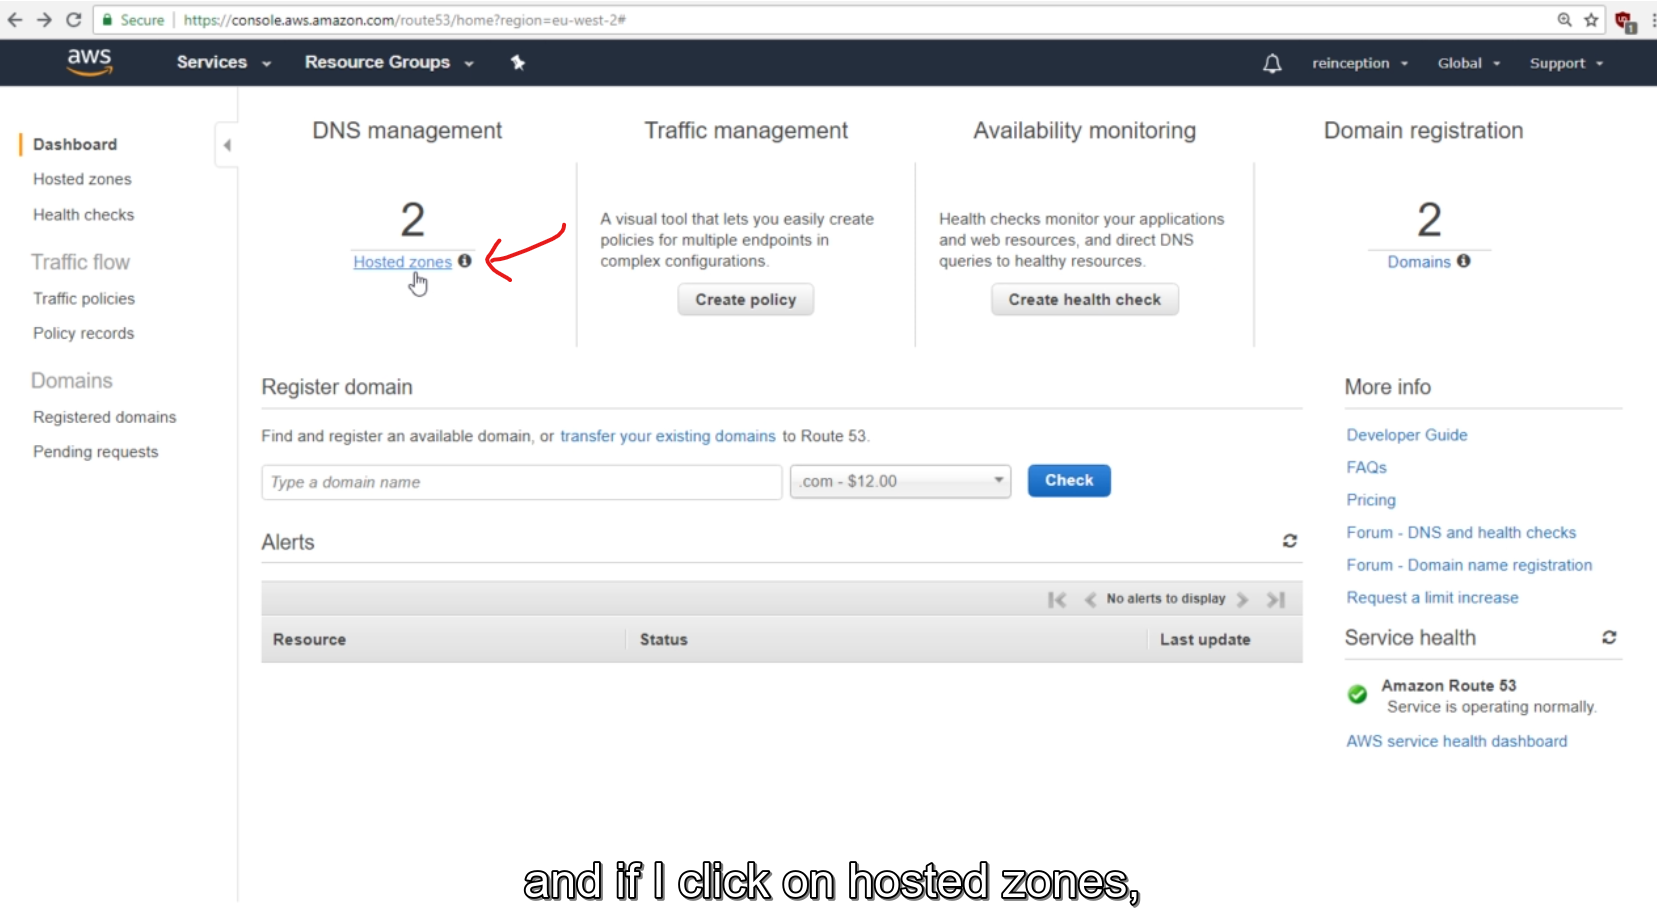 Secure https://console.aws.amazon.com/route53/home?region=eu-west-2#
1
aws Services Resource Groups reinception Global Support
Dashboard
Hosted zones
Health checks
Traffic flow
Traffic policies
Policy records
Domains
Registered domains
Pending requests
DNS management
2
Hosted zones
Traffic management
A visual tool that lets you easily create
policies for multiple endpoints in
complex configurations.
Create policy
Availability monitoring
Health checks monitor your applications
and web resources, and direct DNS
queries to healthy resources.
Create health check
Domain registration
2
Domains
Register domain
Find and register an available domain, or transfer your existing domains to Route 53.
Type a domain name .com - $12.00 Check
Alerts
No alerts to display
Resource Status Last update
More info
Developer Guide
FAQs
Pricing
Forum - DNS and health checks
Forum - Domain name registration
Request a limit increase
Service health
Amazon Route 53
Service is operating normally.
AWS service health dashboard
and if I click on hosted zones,